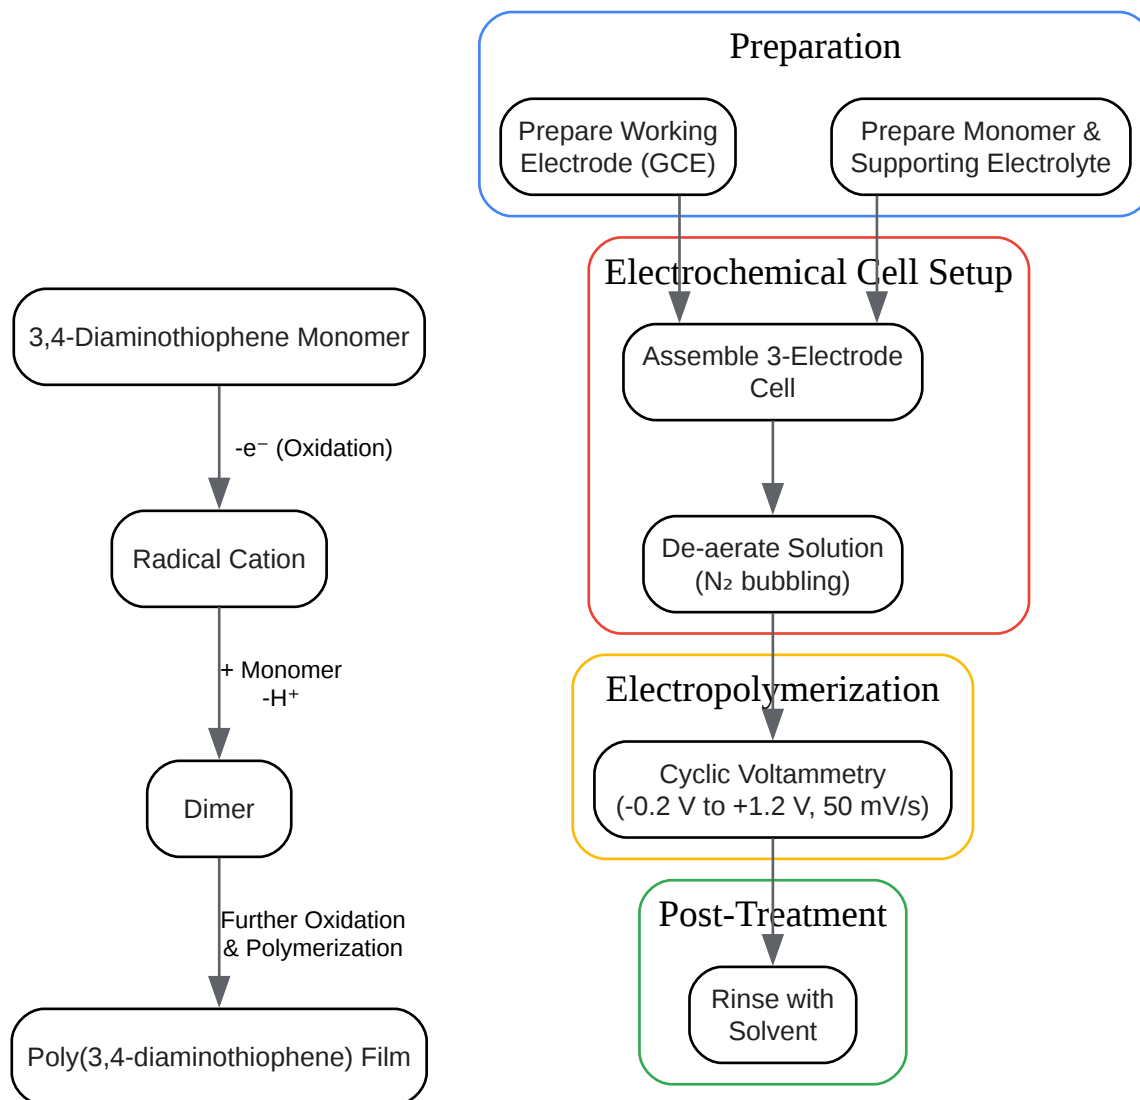 3,4-Diaminothiophene Monomer
-e⁻ (Oxidation)
Radical Cation
+ Monomer
-H⁺
Dimer
Further Oxidation
& Polymerization
Poly(3,4-diaminothiophene) Film
Preparation
Prepare Working
Electrode (GCE)
Prepare Monomer &
Supporting Electrolyte
Electrochemical Cell Setup
Assemble 3-Electrode
Cell
De-aerate Solution
(N₂ bubbling)
Electropolymerization
Cyclic Voltammetry
(-0.2 V to +1.2 V, 50 mV/s)
Post-Treatment
Rinse with
Solvent